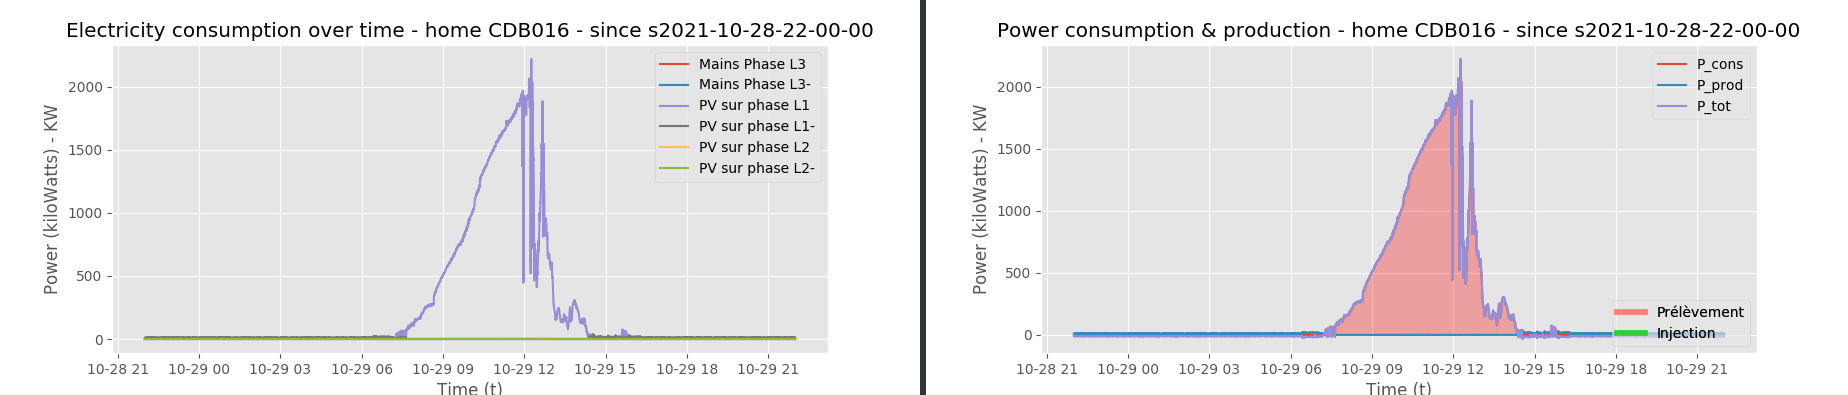 Electricity consumption over time - home CDB016 - since s2021-10-28-22-00-00
Power (kiloWatts) - KW
2000
1500
1000
500
0
Mains Phase L3
Mains Phase L3-
PV sur phase L1
PV sur phase L1-
PV sur phase L2
PV sur phase L2-
10-28 21 10-29 00 10-29 03 10-29 06 10-29 09 10-29 12 10-29 15 10-29 18 10-29 21
Time (t)
Power consumption & production - home CDB016 - since s2021-10-28-22-00-00
Power (kiloWatts) - KW
2000
1500
1000
500
0
P_cons
P_prod
P_tot
Prélèvement
Injection
10-28 21 10-29 00 10-29 03 10-29 06 10-29 09 10-29 12 10-29 15 10-29 18 10-29 21
Time (t)